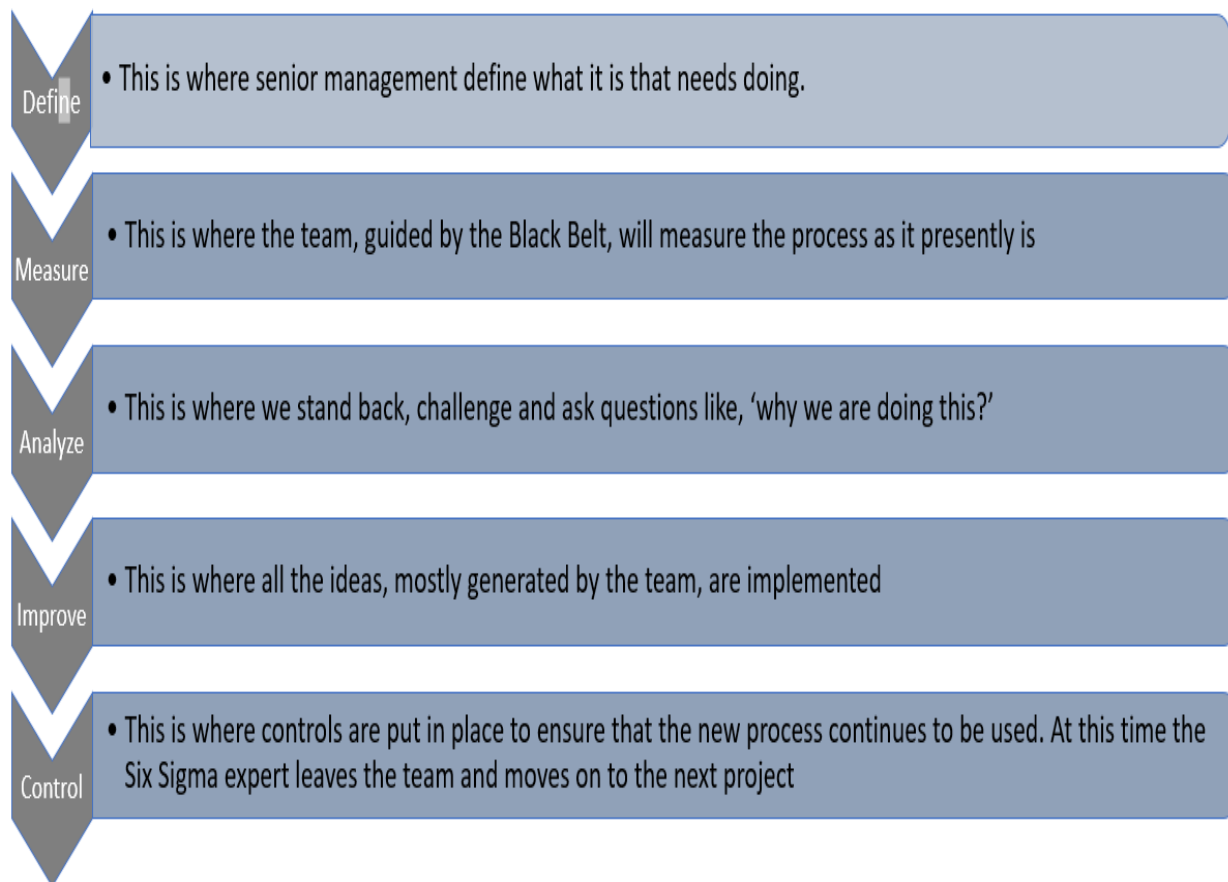 Define
• This is where senior management define what it is that needs doing.
Measure
• This is where the team, guided by the Black Belt, will measure the process as it presently is
Analyze
• This is where we stand back, challenge and ask questions like, ‘why we are doing this?’
Improve
• This is where all the ideas, mostly generated by the team, are implemented
Control
• This is where controls are put in place to ensure that the new process continues to be used. At this time the
Six Sigma expert leaves the team and moves on to the next project